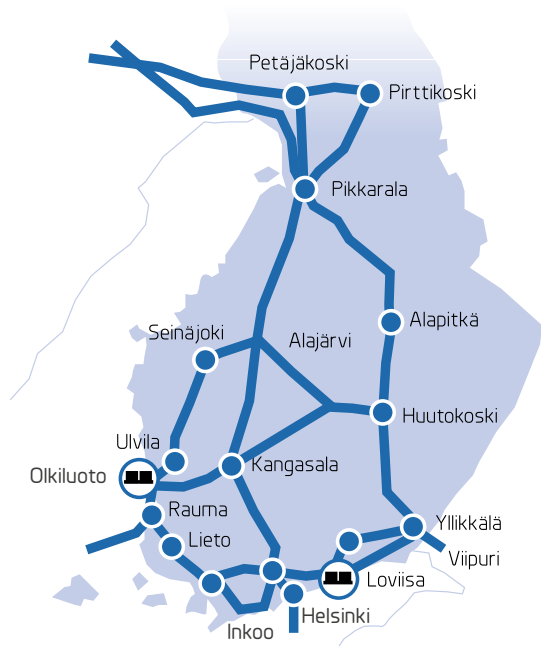 Petäjäkoski
Pirttikoski
Pikkarala
Alapitkä
Seinäjoki
Alajärvi
Huutokoski
Ulvila
Kangasala
Olkiluoto
Rauma
Yllikkälä
Lieto
Viipuri
Loviisa
Helsinki
Inkoo